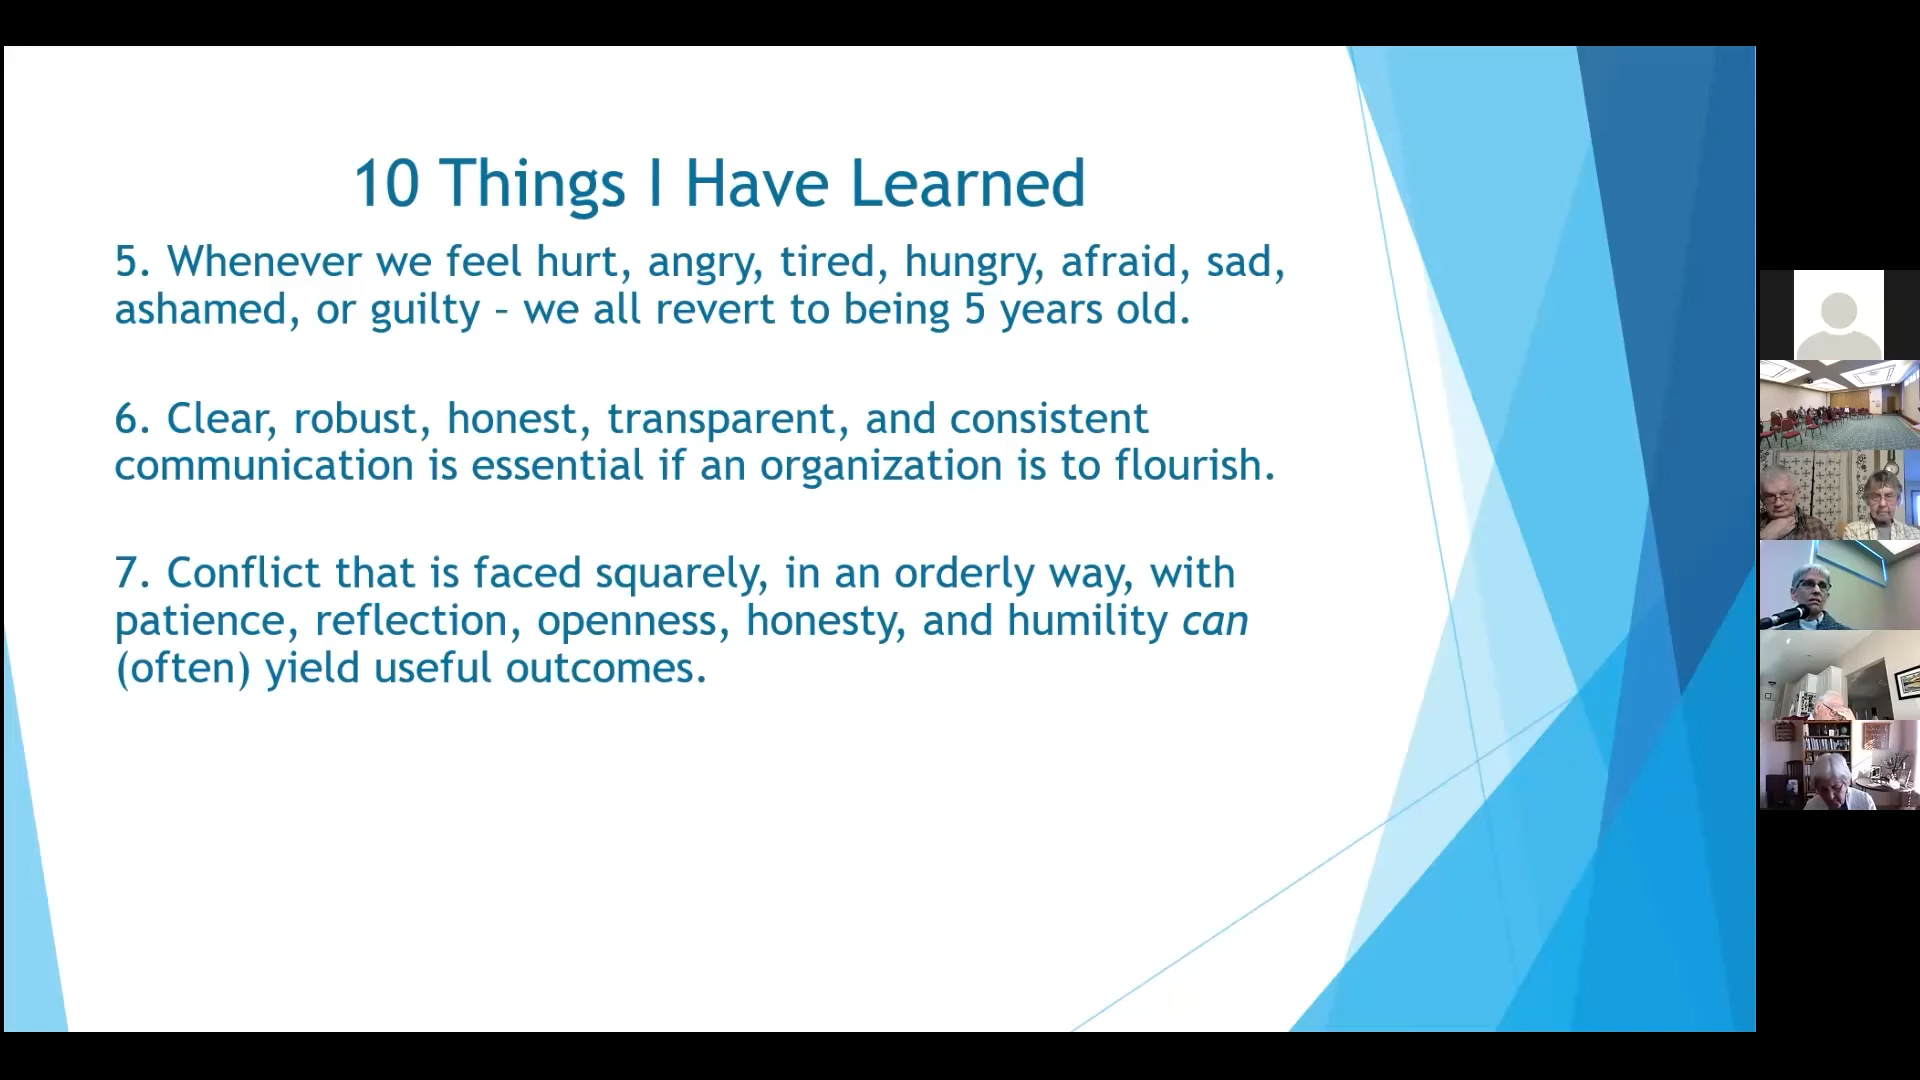 10 Things I Have Learned
5. Whenever we feel hurt, angry, tired, hungry, afraid, sad,
ashamed, or guilty – we all revert to being 5 years old.
6. Clear, robust, honest, transparent, and consistent
communication is essential if an organization is to flourish.
7. Conflict that is faced squarely, in an orderly way, with
patience, reflection, openness, honesty, and humility can
(often) yield useful outcomes.